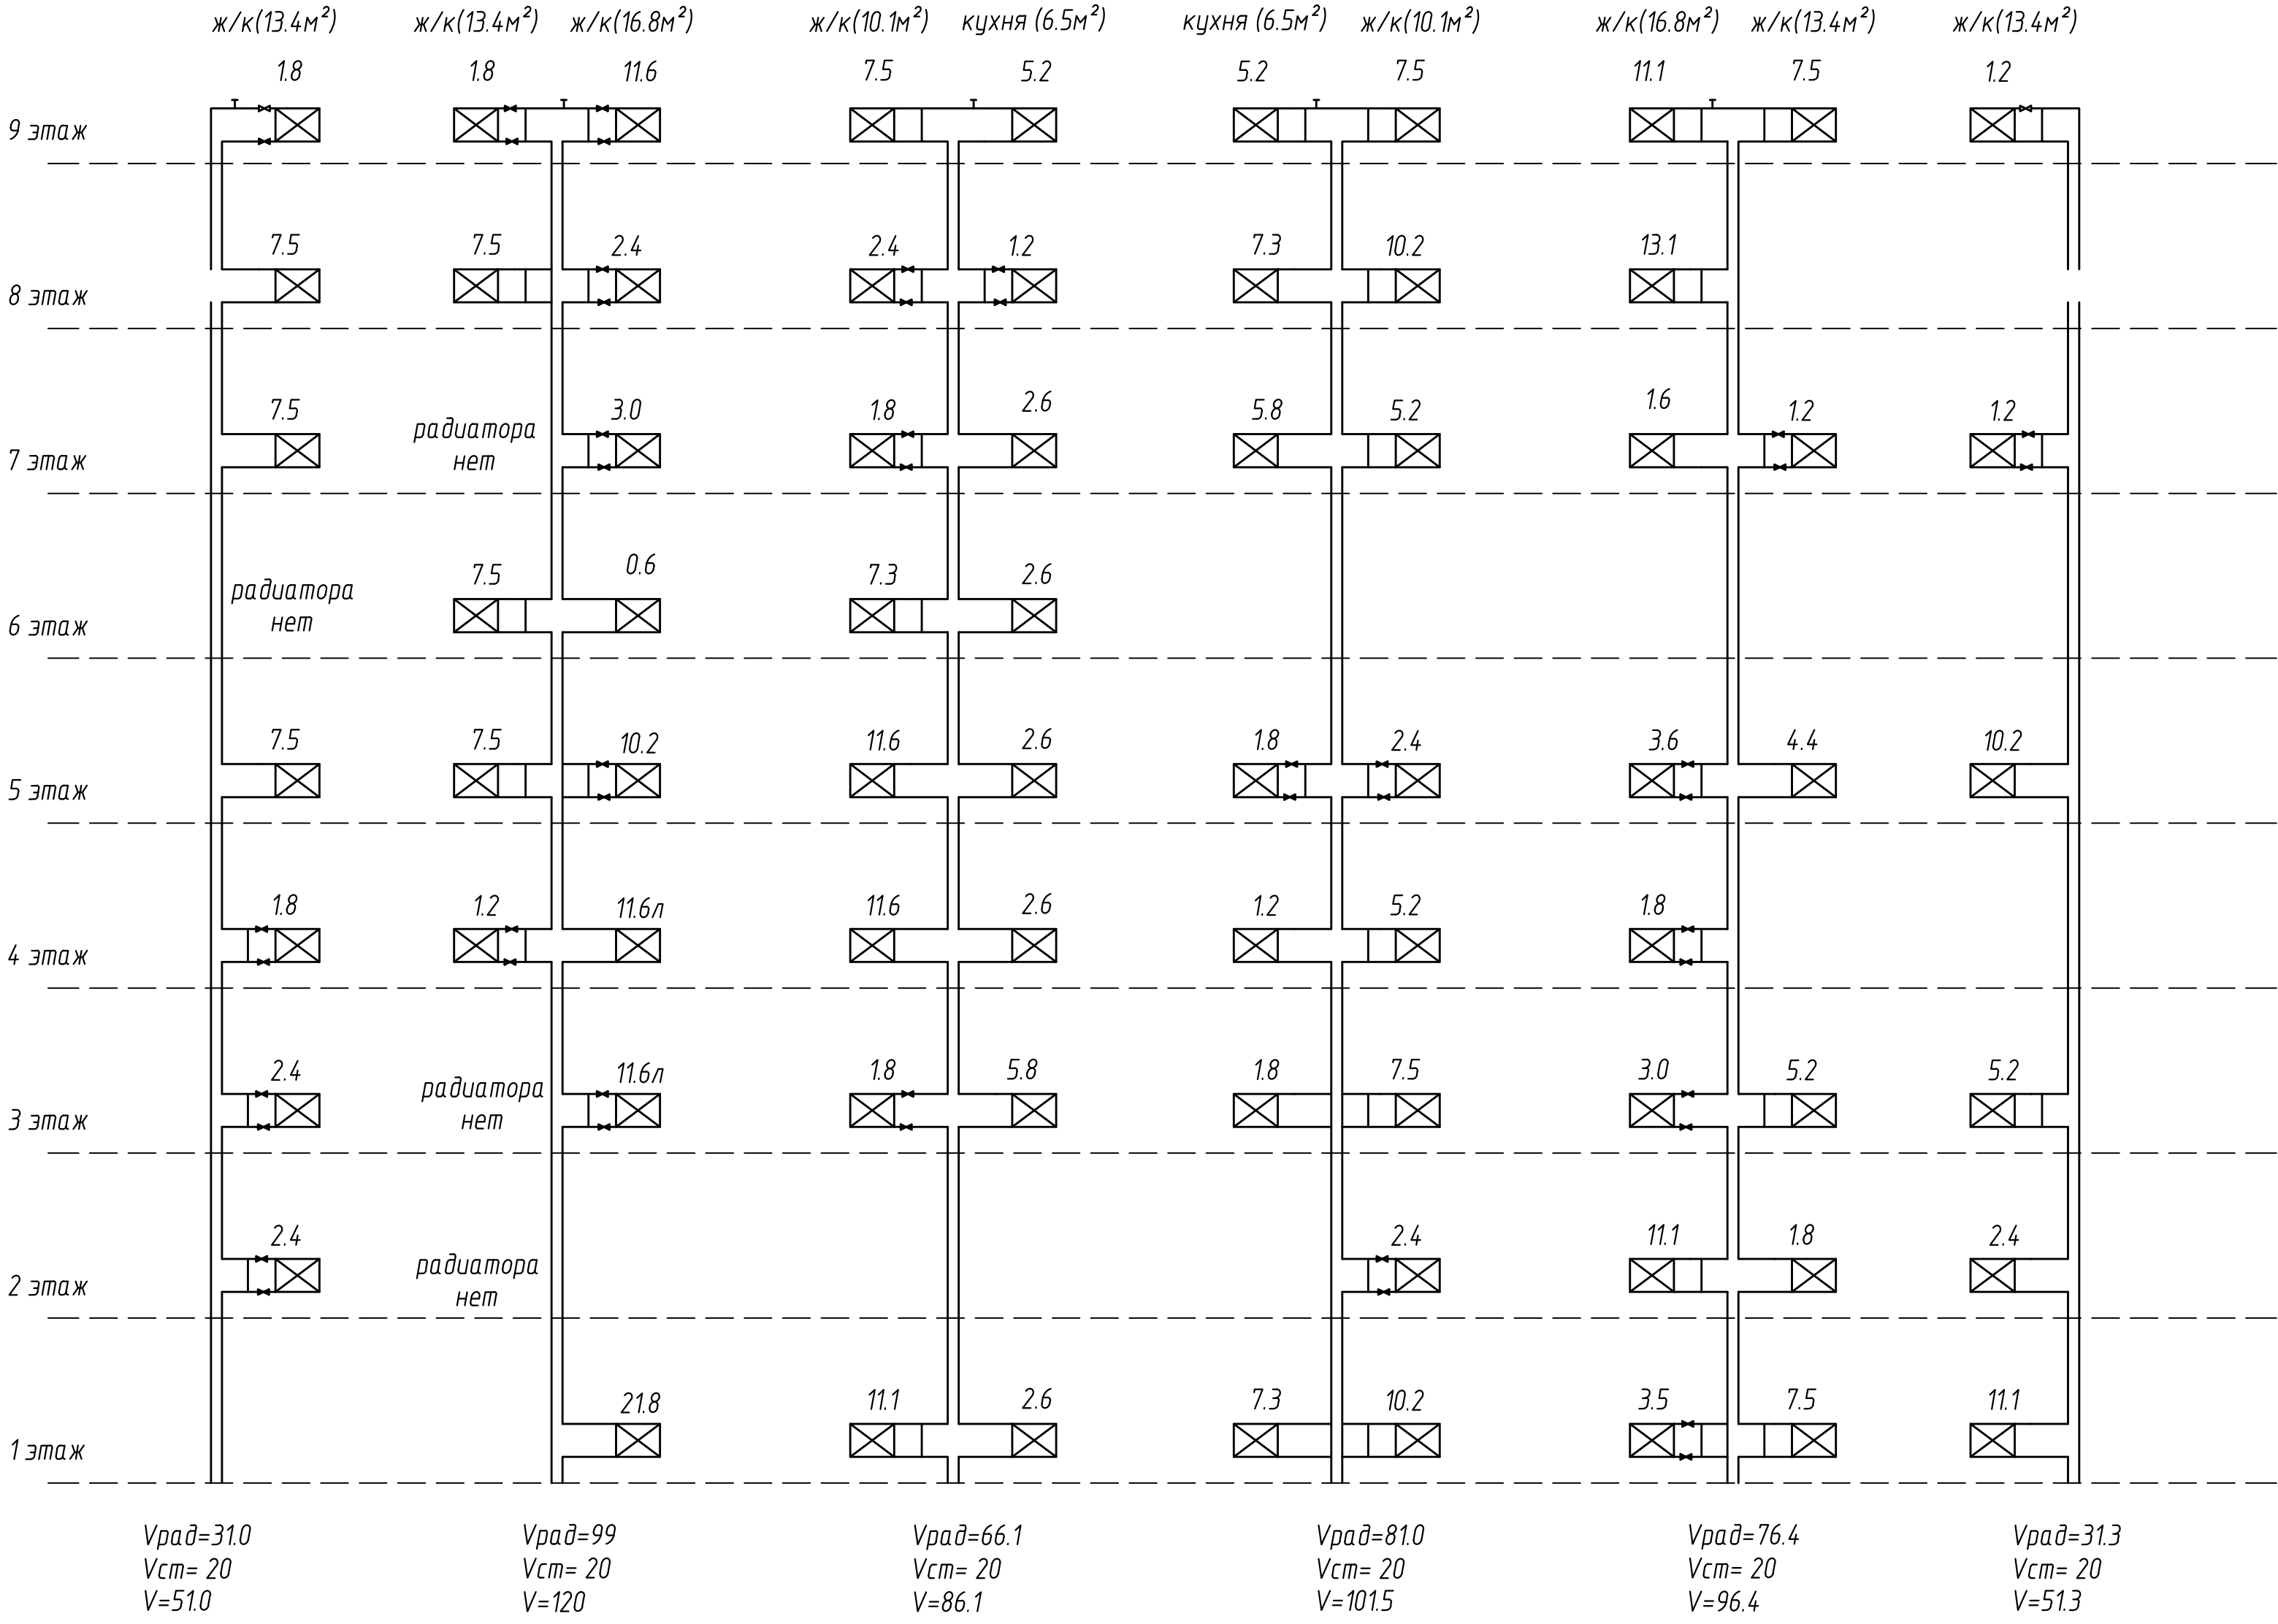 ж/к(13.4м²) ж/к(13.4м²) ж/к(16.8м²) ж/к(10.1м²) кухня (6.5м²) кухня (6.5м²) ж/к(10.1м²) ж/к(16.8м²) ж/к(13.4м²) ж/к(13.4м²)
1.8 1.8 11.6 7.5 5.2 5.2 7.5 11.1 7.5 1.2
9 этаж
7.5 7.5 2.4 2.4 1.2 7.3 10.2 13.1
8 этаж
7.5 радиатора 3.0 1.8 2.6 5.8 5.2 1.6 1.2 1.2
7 этаж нет
радиатора 7.5 0.6 7.3 2.6
6 этаж нет
7.5 7.5 10.2 11.6 2.6 1.8 2.4 3.6 4.4 10.2
5 этаж
1.8 1.2 11.6л 11.6 2.6 1.2 5.2 1.8
4 этаж
2.4 радиатора 11.6л 1.8 5.8 1.8 7.5 3.0 5.2 5.2
3 этаж нет
2.4 радиатора 2.4 11.1 1.8 2.4
2 этаж нет
21.8 11.1 2.6 7.3 10.2 3.5 7.5 11.1
1 этаж
Vрад=31.0 Vрад=99 Vрад=66.1 Vрад=81.0 Vрад=76.4 Vрад=31.3
Vст= 20 Vст= 20 Vст= 20 Vст= 20 Vст= 20 Vст= 20
V=51.0 V=120 V=86.1 V=101.5 V=96.4 V=51.3